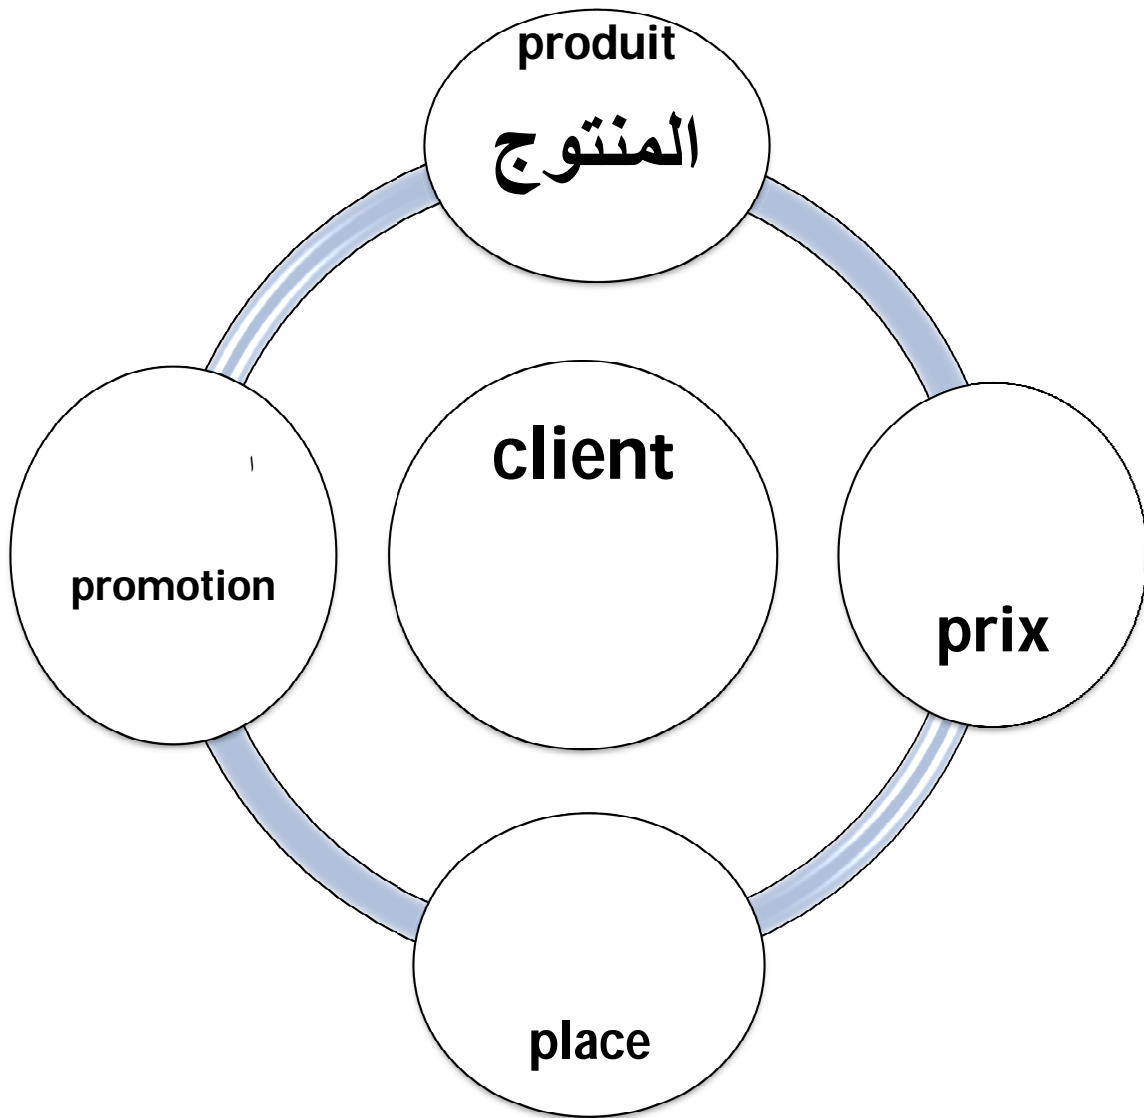 produit
المنتوج
client
promotion
prix
place